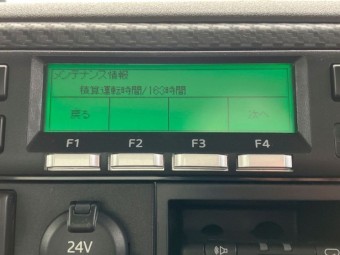 メンテナンス情報
積算運転時間/163時間
戻る 次へ
F1 F2 F3 F4
24V